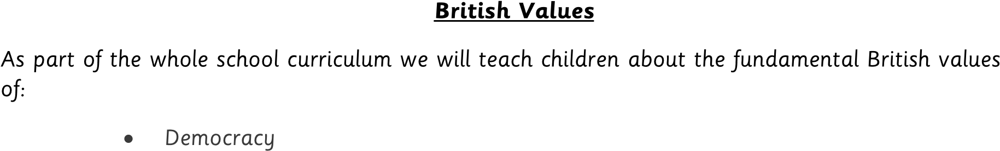 British Values
As part of the whole school curriculum we will teach children about the fundamental British values
of:
• Democracy